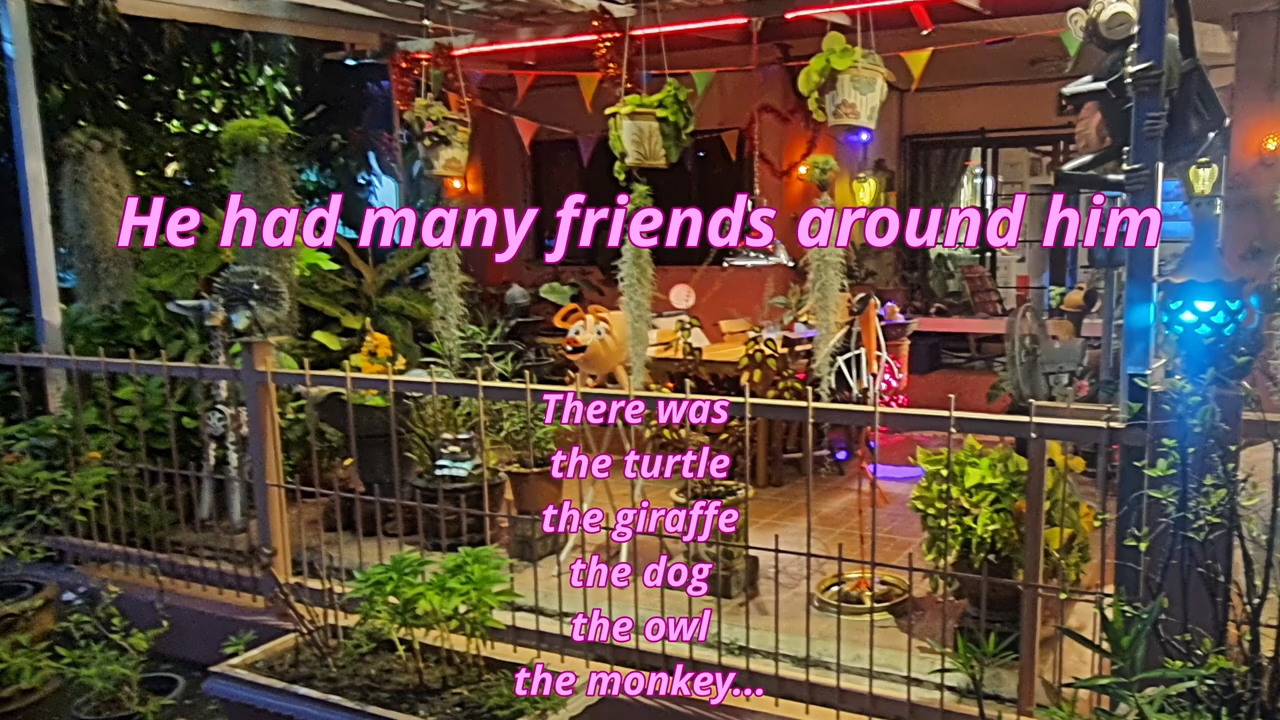 He had many friends around him
There was
the turtle
the giraffe
the dog
the owl
the monkey...